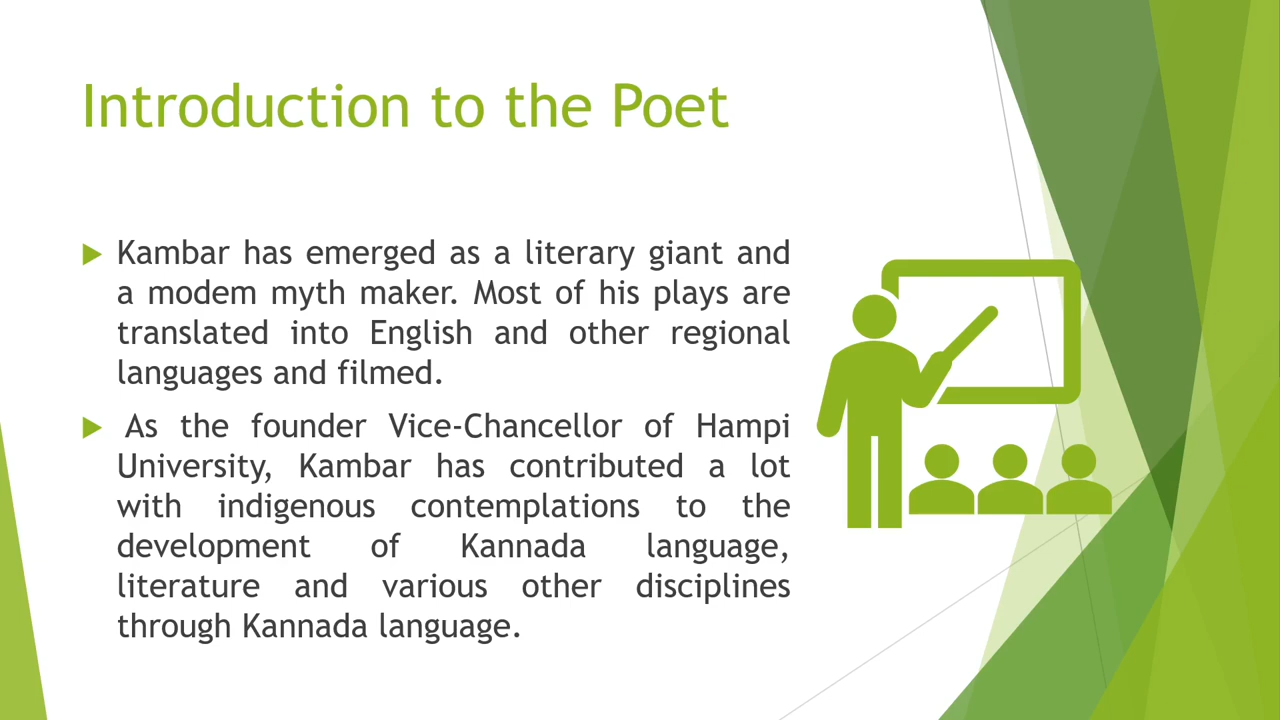 Introduction to the Poet
Kambar has emerged as a literary giant and
a modem myth maker. Most of his plays are
translated into English and other regional
languages and filmed.
As the founder Vice-Chancellor of Hampi
University, Kambar has contributed a lot
with indigenous contemplations to the
development of Kannada language,
literature and various other disciplines
through Kannada language.